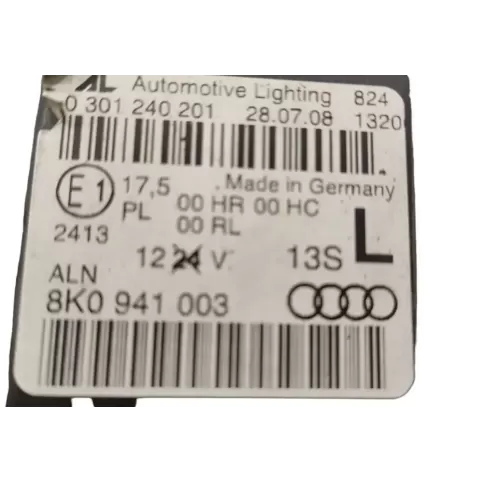 AL Automotive Lighting 824
0 301 240 201 28.07.08 1320
E1 17,5 Made in Germany
PL 00 HR 00 HC
00 RL
2413
12 24 V 13S L
ALN
8K0 941 003